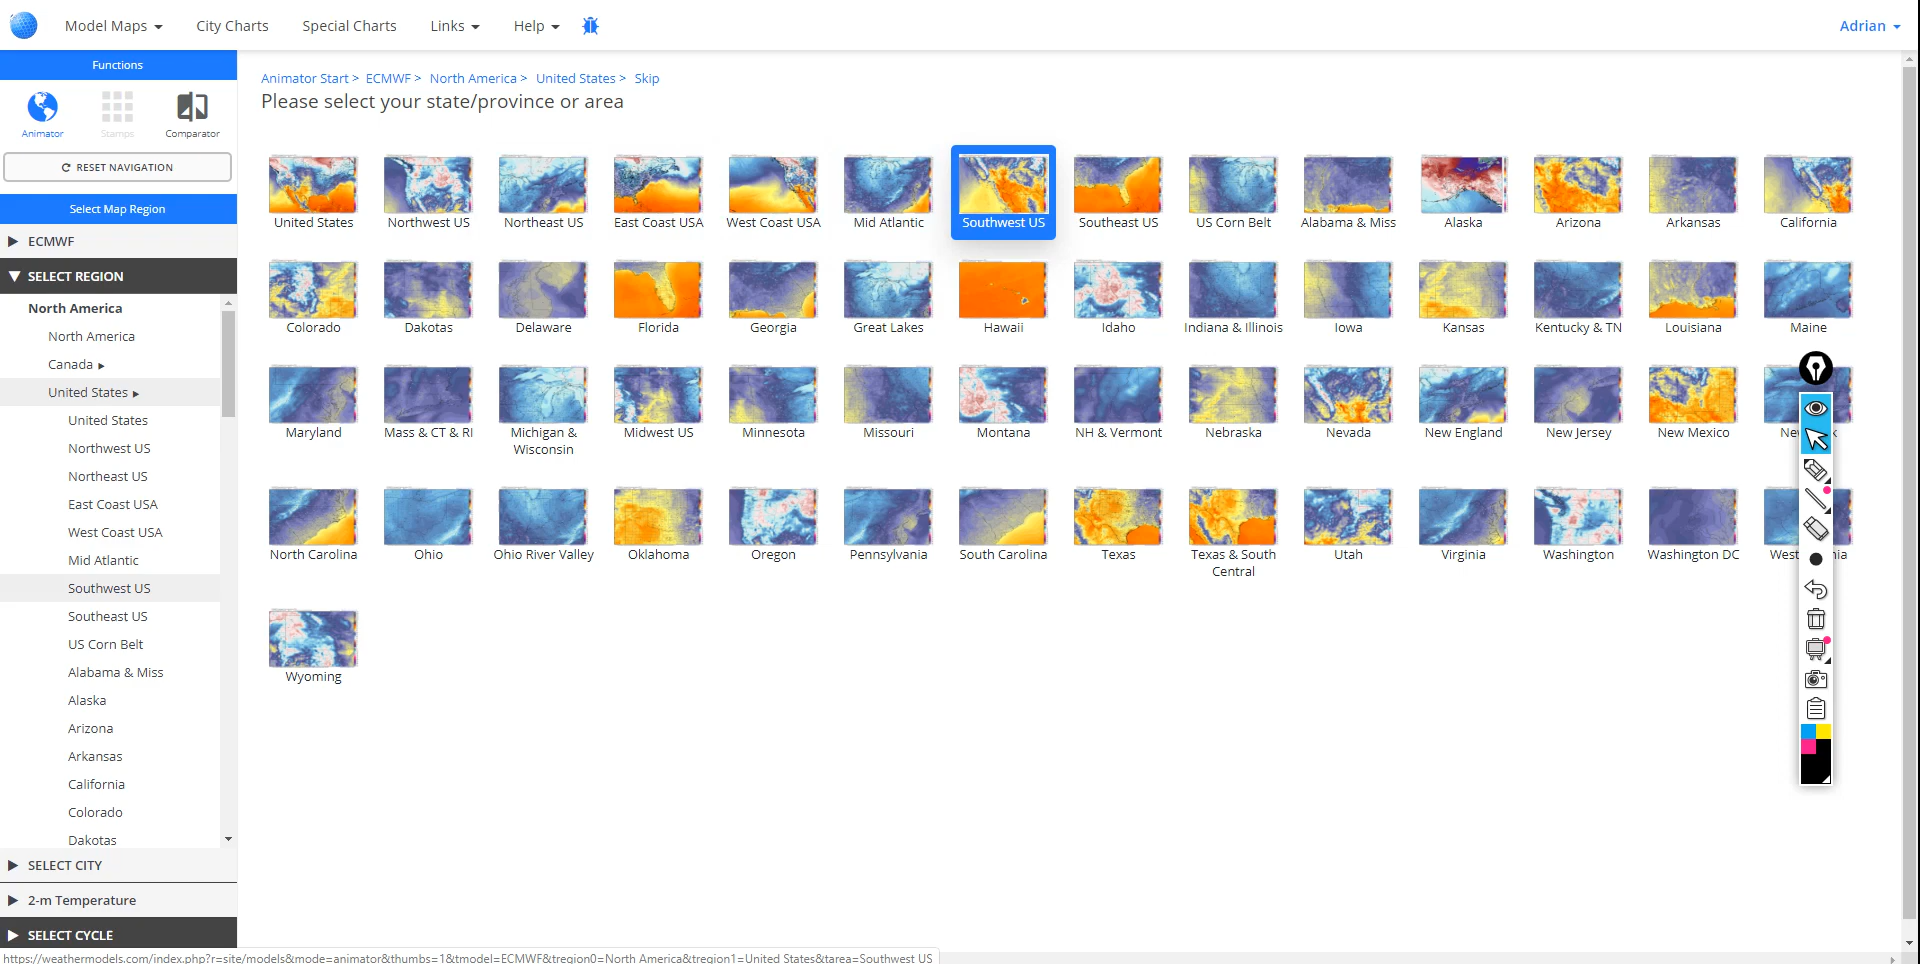 Model Maps
City Charts
Special Charts
Links
Help
Adrian
Functions
Animator
Stamps
Comparator
RESET NAVIGATION
Select Map Region
ECMWF
SELECT REGION
North America
North America
Canada
United States
United States
Northwest US
Northeast US
East Coast USA
West Coast USA
Mid Atlantic
Southwest US
Southeast US
US Corn Belt
Alabama & Miss
Alaska
Arizona
Arkansas
California
Colorado
Dakotas
SELECT CITY
2-m Temperature
SELECT CYCLE
Animator Start > ECMWF > North America > United States > Skip
Please select your state/province or area
United States
Northwest US
Northeast US
East Coast USA
West Coast USA
Mid Atlantic
Southwest US
Southeast US
US Corn Belt
Alabama & Miss
Alaska
Arizona
Arkansas
California
Colorado
Dakotas
Delaware
Florida
Georgia
Great Lakes
Hawaii
Idaho
Indiana & Illinois
Iowa
Kansas
Kentucky & TN
Louisiana
Maine
Maryland
Mass & CT & RI
Michigan &
Wisconsin
Midwest US
Minnesota
Missouri
Montana
NH & Vermont
Nebraska
Nevada
New England
New Jersey
New Mexico
North Carolina
Ohio
Ohio River Valley
Oklahoma
Oregon
Pennsylvania
South Carolina
Texas
Texas & South
Central
Utah
Virginia
Washington
Washington DC
Wyoming
https://weathermodels.com/index.php?r=site/models&mode=animator&thumbs=1&tmodel=ECMWF&tregion0=North America&tregion1=United States&tarea=Southwest US